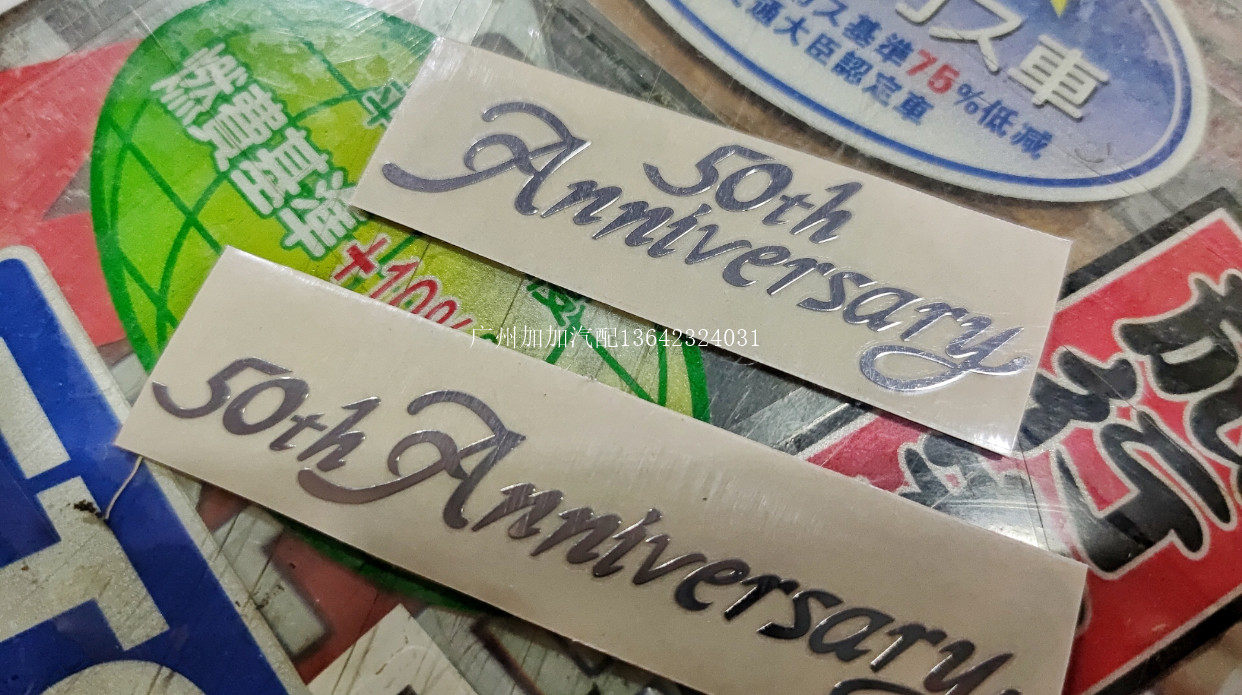 ス車
ス基準75%低減
通大臣認定車
燃費基準
+10%
50th
Anniversary
广州加加汽配13642324031
50th Anniversary